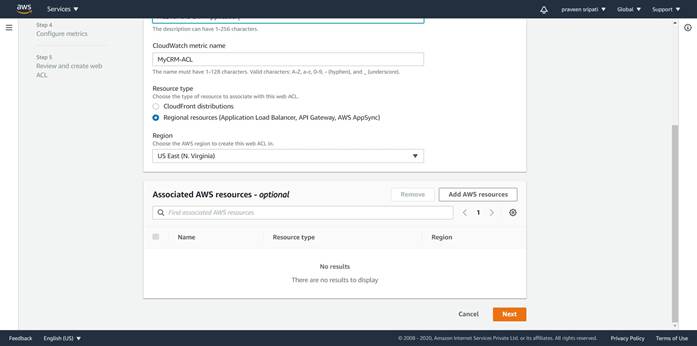 aws
Services
praveen sripati
Global
Support
Step 4
Configure metrics
Step 5
Review and create web
ACL
The description can have 1-256 characters.
CloudWatch metric name
MyCRM-ACL
The name must have 1-128 characters. Valid characters: A-Z, a-z, 0-9, - (hyphen), and _ (underscore).
Resource type
Choose the type of resource to associate with this web ACL.
CloudFront distributions
Regional resources (Application Load Balancer, API Gateway, AWS AppSync)
Region
Choose the AWS region to create this web ACL in.
US East (N. Virginia)
Associated AWS resources - optional
Remove
Add AWS resources
Find associated AWS resources
1
Name
Resource type
Region
No results
There are no results to display
Cancel
Next
Feedback
English (US)
© 2008 - 2020, Amazon Internet Services Private Ltd. or its affiliates. All rights reserved.
Privacy Policy
Terms of Use